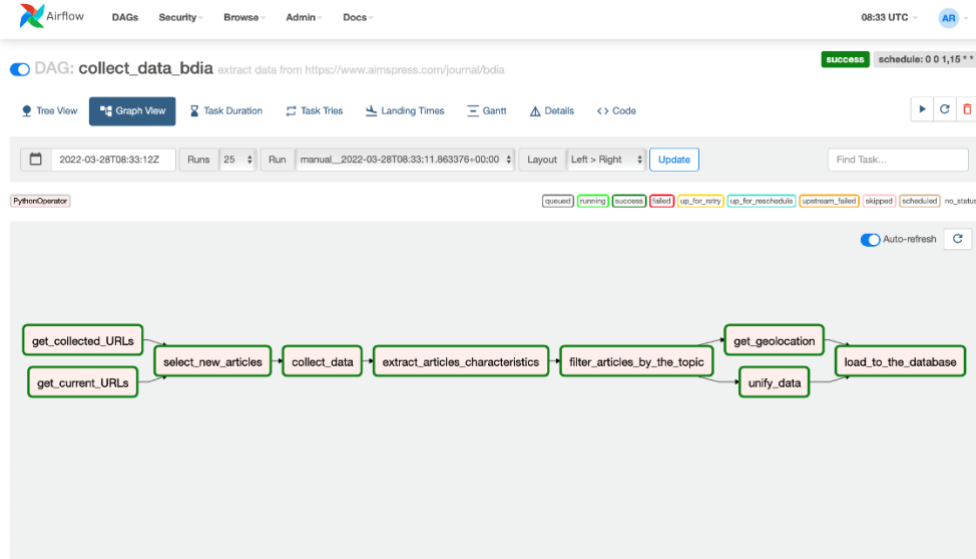 Airflow DAGs Security Browse Admin Docs 08:33 UTC AR
DAG: collect_data_bdia extract data from https://www.aimspress.com/journal/bdia success schedule: 0 0 1,15 * *
Tree View Graph View Task Duration Task Tries Landing Times Gantt Details <> Code
2022-03-28T08:33:12Z Runs 25 Run manual__2022-03-28T08:33:11.863376+00:00 Layout Left > Right Update Find Task...
PythonOperator queued running success failed up_for_retry up_for_reschedule upstream_failed skipped scheduled no_status
Auto-refresh
get_collected_URLs get_geolocation
select_new_articles collect_data extract_articles_characteristics filter_articles_by_the_topic load_to_the_database
get_current_URLs unify_data